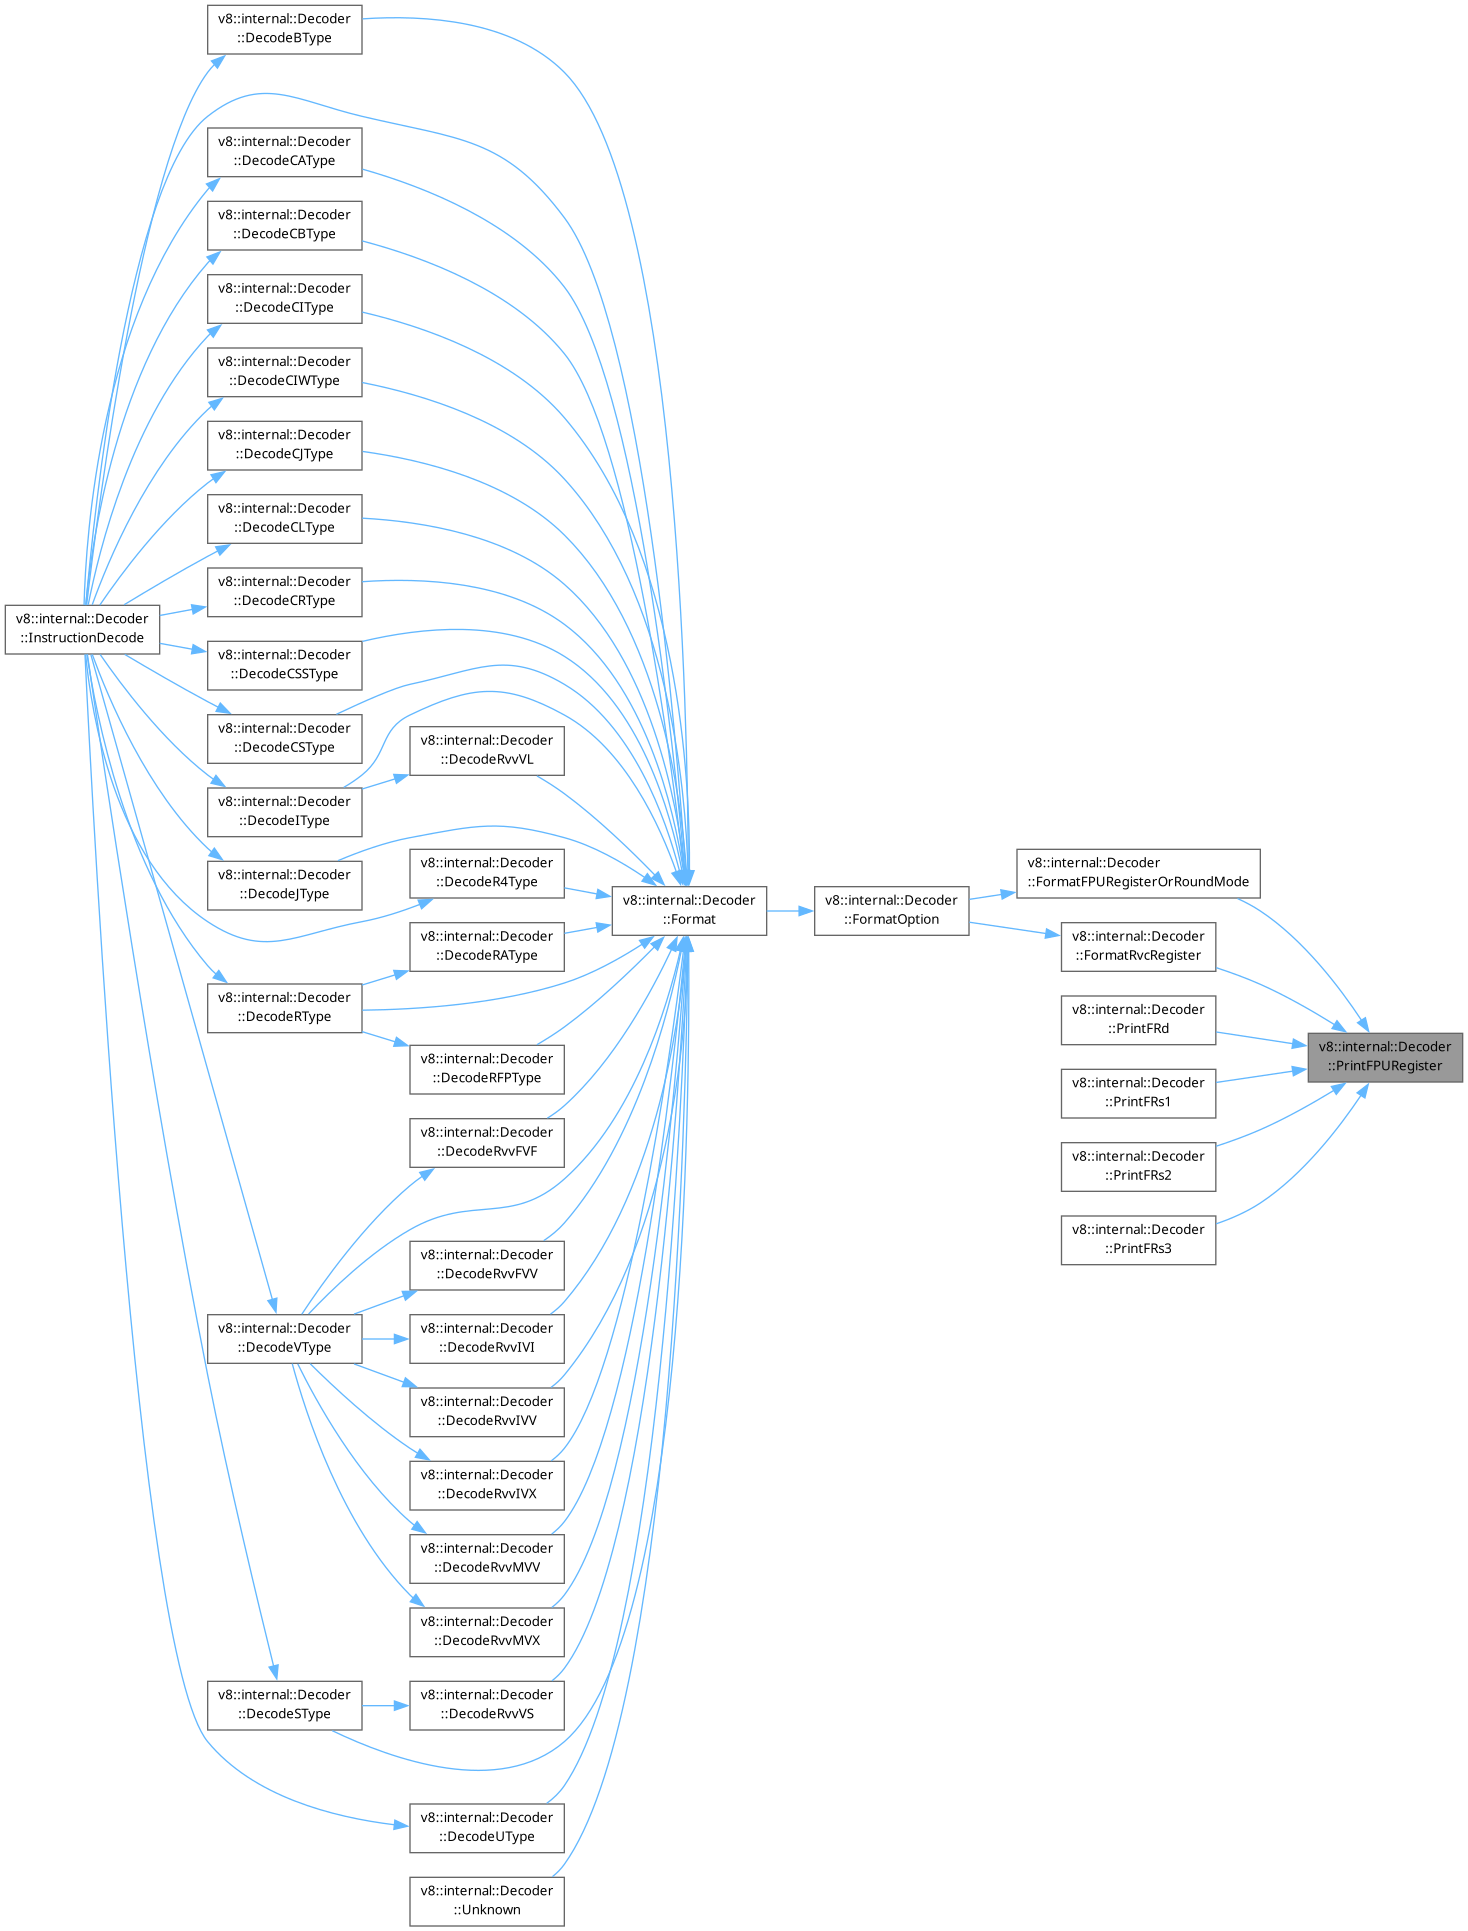 v8::internal::Decoder
::DecodeBType
v8::internal::Decoder
::DecodeCAType
v8::internal::Decoder
::DecodeCBType
v8::internal::Decoder
::DecodeCIType
v8::internal::Decoder
::DecodeCIWType
v8::internal::Decoder
::DecodeCJType
v8::internal::Decoder
::DecodeCLType
v8::internal::Decoder
::DecodeCRType
v8::internal::Decoder
::InstructionDecode
v8::internal::Decoder
::DecodeCSSType
v8::internal::Decoder
::DecodeCSType
v8::internal::Decoder
::DecodeRvvVL
v8::internal::Decoder
::DecodeIType
v8::internal::Decoder
::DecodeJType
v8::internal::Decoder
::DecodeR4Type
v8::internal::Decoder
::FormatFPURegisterOrRoundMode
v8::internal::Decoder
::Format
v8::internal::Decoder
::FormatOption
v8::internal::Decoder
::DecodeRAType
v8::internal::Decoder
::FormatRvcRegister
v8::internal::Decoder
::DecodeRType
v8::internal::Decoder
::PrintFRd
v8::internal::Decoder
::PrintFPURegister
v8::internal::Decoder
::DecodeRFPType
v8::internal::Decoder
::PrintFRs1
v8::internal::Decoder
::DecodeRvvFVF
v8::internal::Decoder
::PrintFRs2
v8::internal::Decoder
::PrintFRs3
v8::internal::Decoder
::DecodeRvvFVV
v8::internal::Decoder
::DecodeVType
v8::internal::Decoder
::DecodeRvvIVI
v8::internal::Decoder
::DecodeRvvIVV
v8::internal::Decoder
::DecodeRvvIVX
v8::internal::Decoder
::DecodeRvvMVV
v8::internal::Decoder
::DecodeRvvMVX
v8::internal::Decoder
::DecodeSType
v8::internal::Decoder
::DecodeRvvVS
v8::internal::Decoder
::DecodeUType
v8::internal::Decoder
::Unknown